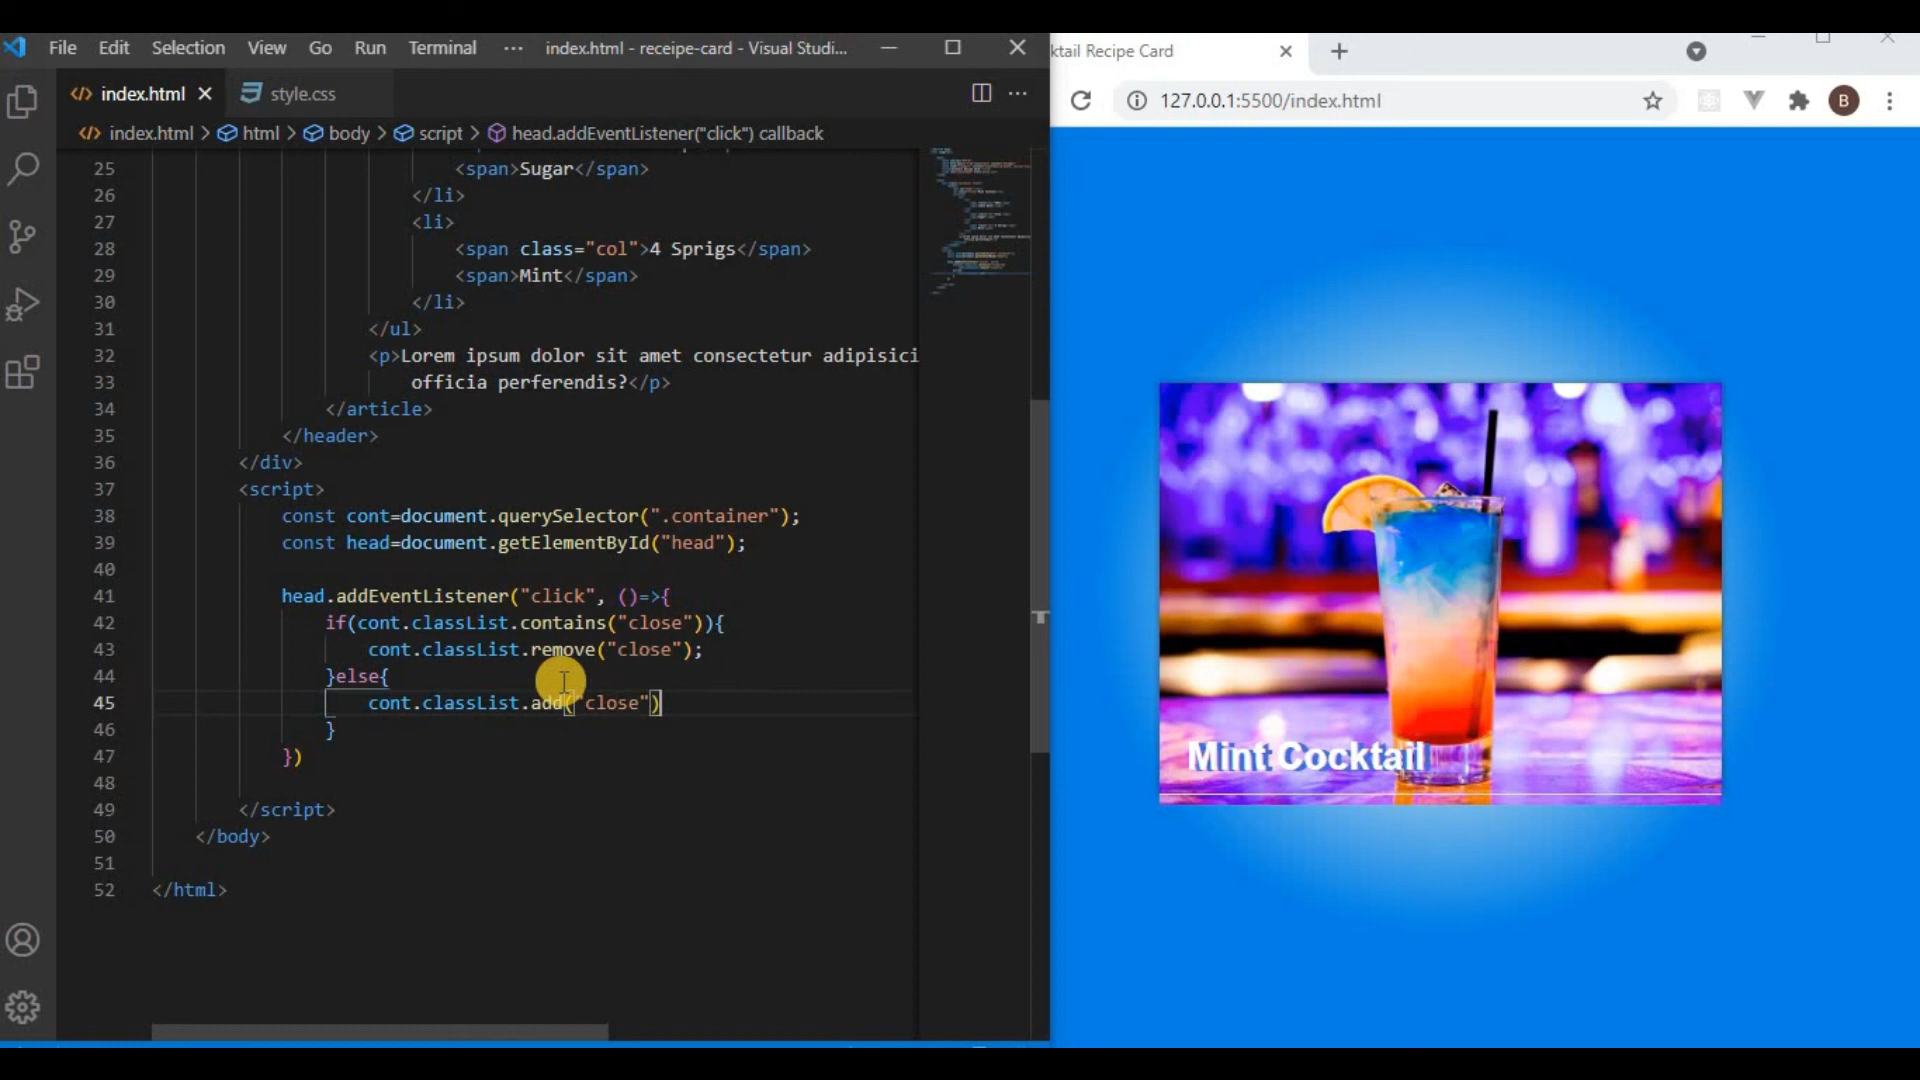 File Edit Selection View Go Run Terminal ··· index.html - receipe-card - Visual Studi...
index.html style.css
index.html > html > body > script > head.addEventListener("click") callback
25 <span>Sugar</span>
26 </li>
27 <li>
28 <span class="col">4 Sprigs</span>
29 <span>Mint</span>
30 </li>
31 </ul>
32 <p>Lorem ipsum dolor sit amet consectetur adipisici
33 officia perferendis?</p>
34 </article>
35 </header>
36 </div>
37 <script>
38 const cont=document.querySelector(".container");
39 const head=document.getElementById("head");
40
41 head.addEventListener("click", ()=>{
42 if(cont.classList.contains("close")){
43 cont.classList.remove("close");
44 }else{
45 cont.classList.add("close")
46 }
47 })
48
49 </script>
50 </body>
51
52 </html>
ktail Recipe Card
127.0.0.1:5500/index.html
B
Mint Cocktail